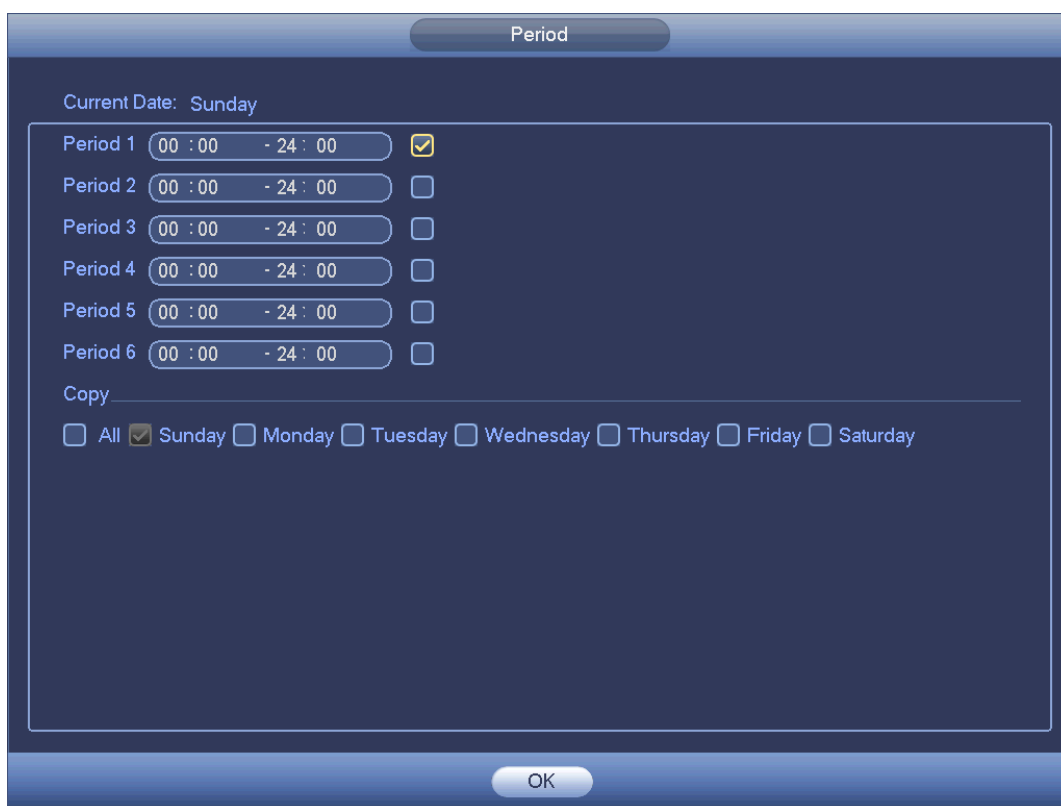 Period
Current Date: Sunday
Period 1 00 :00 - 24 : 00
Period 2 00 :00 - 24 : 00
Period 3 00 :00 - 24 : 00
Period 4 00 :00 - 24 : 00
Period 5 00 :00 - 24 : 00
Period 6 00 :00 - 24 : 00
Copy
All Sunday Monday Tuesday Wednesday Thursday Friday Saturday
OK